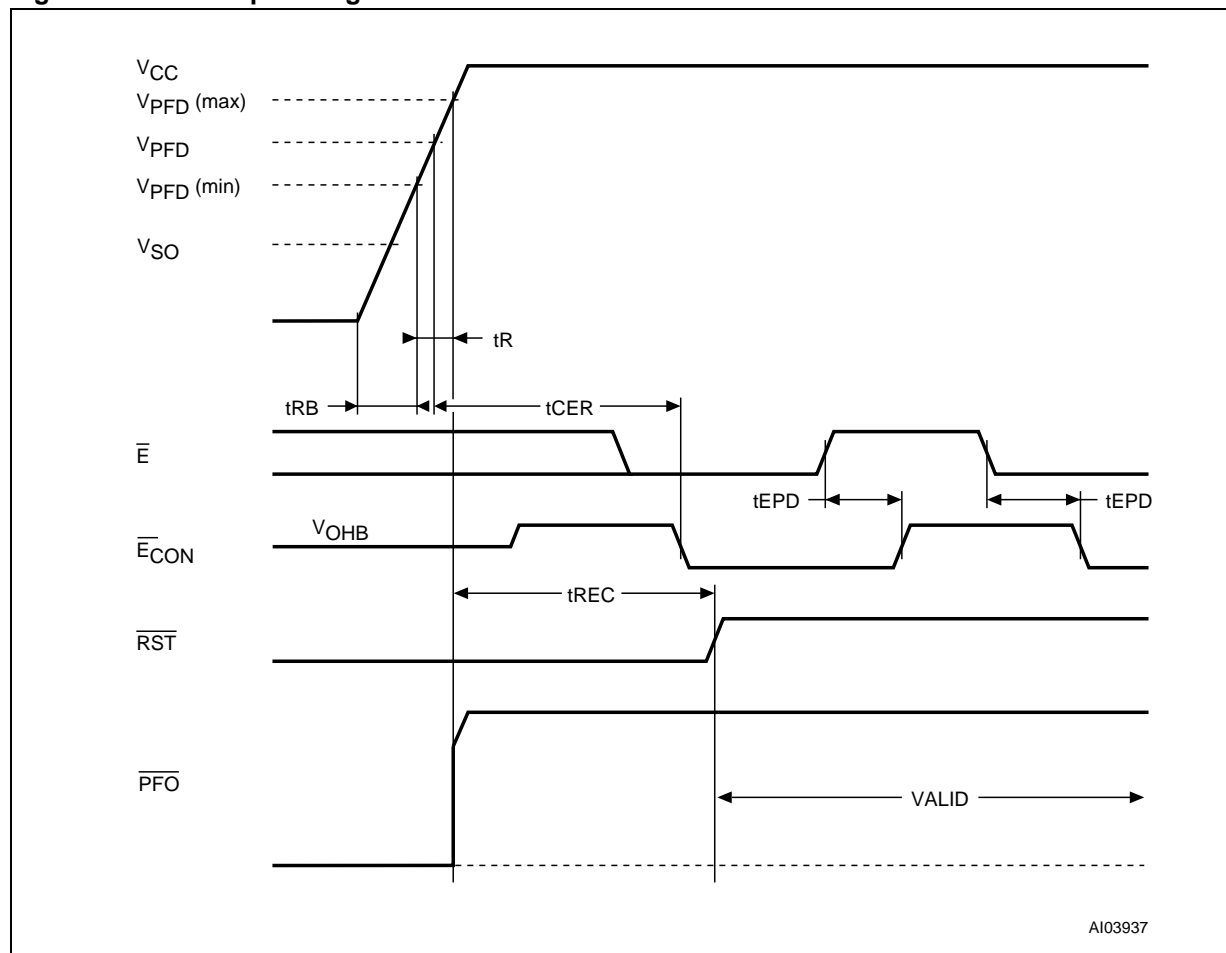 VCC
VPFD (max)
VPFD
VPFD (min)
VSO
tR
tRB
tCER
E
tEPD
tEPD
VOHB
ECON
tREC
RST
PFO
VALID
AI03937